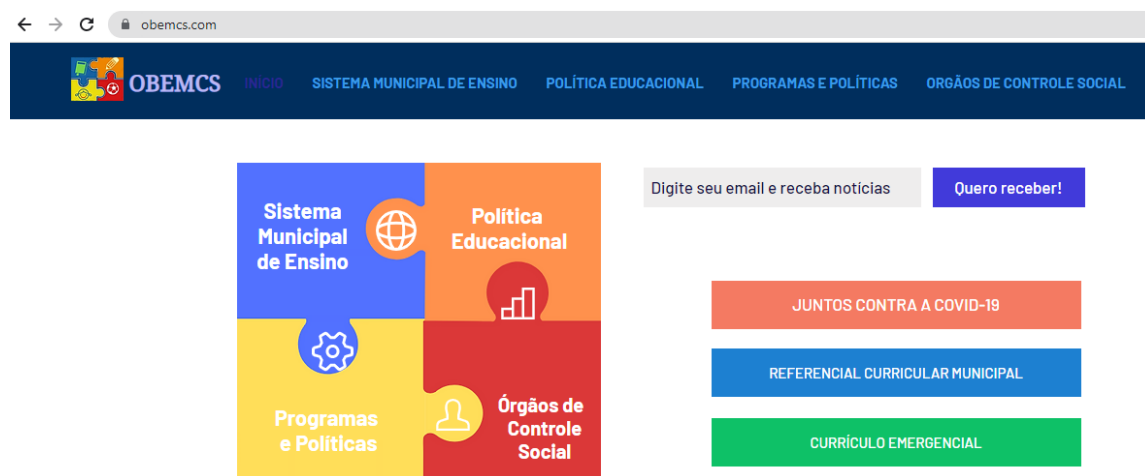 obemcs.com
OBEMCS INÍCIO SISTEMA MUNICIPAL DE ENSINO POLÍTICA EDUCACIONAL PROGRAMAS E POLÍTICAS ORGÃOS DE CONTROLE SOCIAL
Sistema
Municipal
de Ensino
Política
Educacional
Programas
e Políticas
Órgãos de
Controle
Social
Digite seu email e receba notícias
Quero receber!
JUNTOS CONTRA A COVID-19
REFERENCIAL CURRICULAR MUNICIPAL
CURRÍCULO EMERGENCIAL